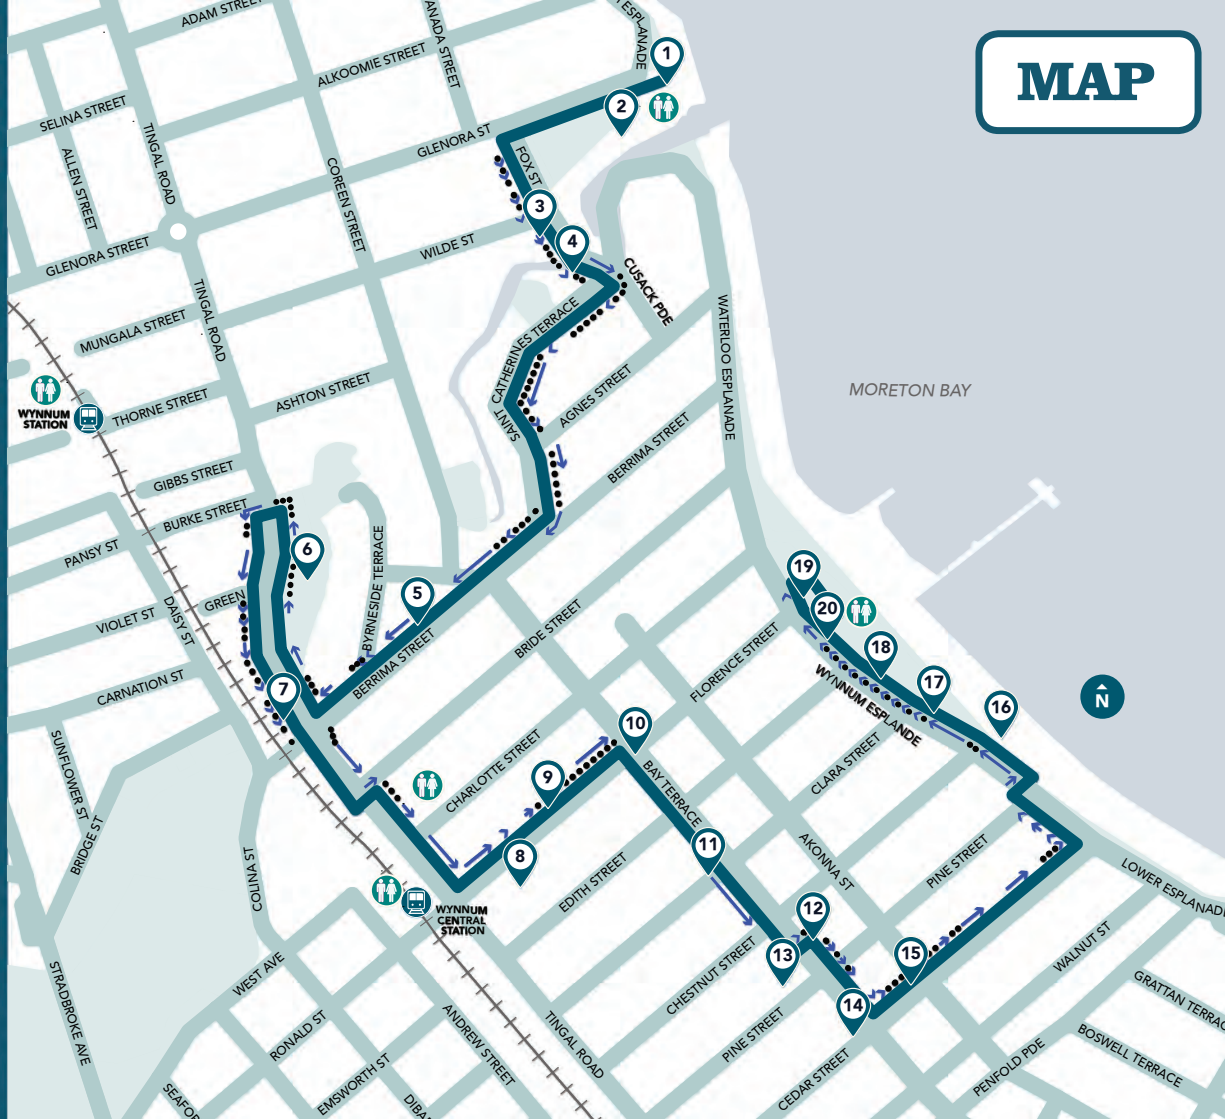 ADAM STREET
ESPLANADE
ALKOOMIE STREET
1
MAP
2
SELINA STREET
TINGAL ROAD
GLENORA ST
ALLEN STREET
FOX ST
COREEN STREET
3
4
WILDE ST
GLENORA STREET
CUSACK PDE
TINGAL ROAD
MUNGALA STREET
SAINT CATHERINES TERRACE
WATERLOO ESPLANADE
ASHTON STREET
AGNES STREET
MORETON BAY
THORNE STREET
WYNNUM
STATION
BERRIMA STREET
GIBBS STREET
BURKE STREET
PANSY ST
6
BYRNESIDE TERRACE
19
5
GREEN
DAISY ST
VIOLET ST
20
BRIDE STREET
FLORENCE STREET
18
BERRIMA STREET
CARNATION ST
7
WYNNUM ESPLANDE
17
16
N
10
SUNFLOWER ST
CHARLOTTE STREET
9
BAY TERRACE
CLARA STREET
BRIDGE ST
8
11
AKONNA ST
PINE STREET
COLINA ST
EDITH STREET
LOWER ESPLANADE
WYNNUM
CENTRAL
STATION
12
13
15
WALNUT ST
CHESTNUT STREET
WEST AVE
STRADBROKE AVE
14
RONALD ST
ANDREW STREET
TINGAL ROAD
PINE STREET
GRATTAN TERRAC
BOSWELL TERRACE
PENFOLD PDE
CEDAR STREET
EMSWORTH ST
SEAFO
DIBA